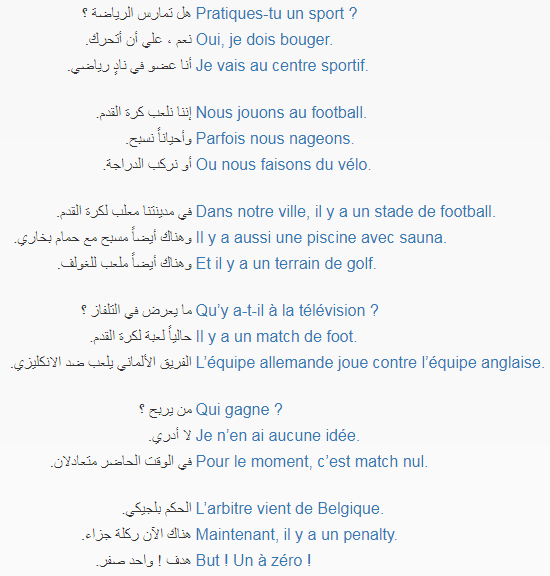 هل تمارس الرياضة ؟ Pratiques-tu un sport ?
نعم ، علي أن أتحرك. Oui, je dois bouger.
أنا عضو في نادٍ رياضي. Je vais au centre sportif.
إننا نلعب كرة القدم. Nous jouons au football.
وأحياناً نسبح. Parfois nous nageons.
أو نركب الدراجة. Ou nous faisons du vélo.
في مدينتنا معلب لكرة القدم. Dans notre ville, il y a un stade de football.
وهناك أيضاً مسبح مع حمام بخاري. Il y a aussi une piscine avec sauna.
وهناك أيضاً ملعب للغولف. Et il y a un terrain de golf.
ما يعرض في التلفاز ؟ Qu’y a-t-il à la télévision ?
حالياً لعبة لكرة القدم. Il y a un match de foot.
الفريق الألماني يلعب ضد الانكليزي. L’équipe allemande joue contre l’équipe anglaise.
من يربح ؟ Qui gagne ?
لا أدري. Je n’en ai aucune idée.
في الوقت الحاضر متعادلان. Pour le moment, c’est match nul.
الحكم بلجيكي. L’arbitre vient de Belgique.
هناك الآن ركلة جزاء. Maintenant, il y a un penalty.
هدف ! واحد صفر. But ! Un à zéro !